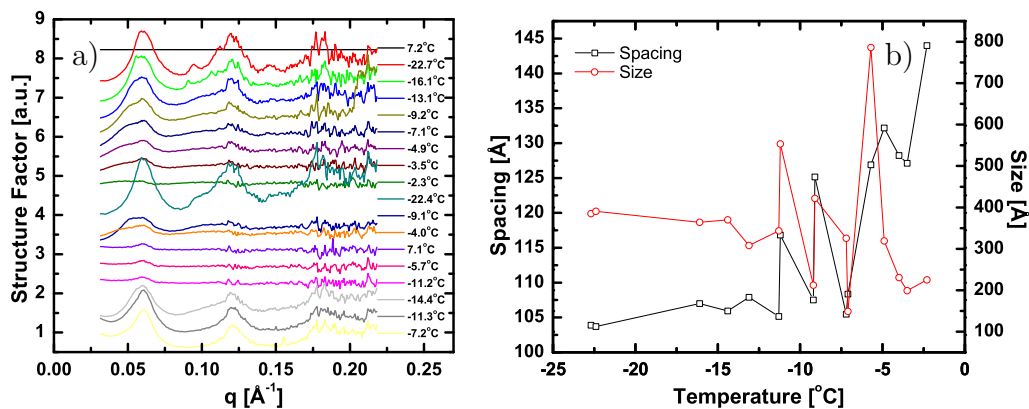 a)
9
8
7
6
5
4
3
2
1
Structure Factor [a.u.]
0.00 0.05 0.10 0.15 0.20 0.25
q [Å⁻¹]
7.2°C
-22.7°C
-16.1°C
-13.1°C
-9.2°C
-7.1°C
-4.9°C
-3.5°C
-2.3°C
-22.4°C
-9.1°C
-4.0°C
7.1°C
-5.7°C
-11.2°C
-14.4°C
-11.3°C
-7.2°C
b)
Spacing
Size
145
140
135
130
125
120
115
110
105
100
Spacing [Å]
-25 -20 -15 -10 -5 0
Temperature [°C]
800
700
600
500
400
300
200
100
Size [Å]